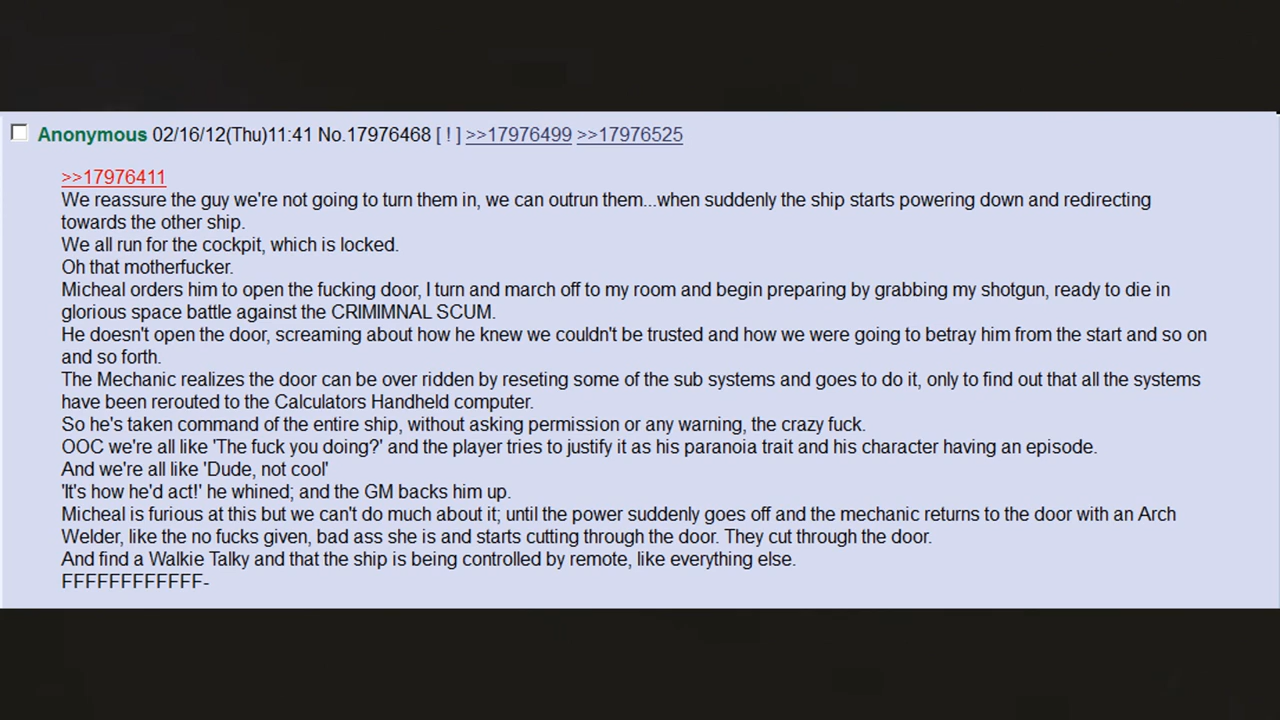 Anonymous 02/16/12(Thu)11:41 No.17976468 [ ! ] >>17976499 >>17976525
>>17976411
We reassure the guy we're not going to turn them in, we can outrun them...when suddenly the ship starts powering down and redirecting
towards the other ship.
We all run for the cockpit, which is locked.
Oh that motherfucker.
Micheal orders him to open the fucking door, I turn and march off to my room and begin preparing by grabbing my shotgun, ready to die in
glorious space battle against the CRIMIMNAL SCUM.
He doesn't open the door, screaming about how he knew we couldn't be trusted and how we were going to betray him from the start and so on
and so forth.
The Mechanic realizes the door can be over ridden by reseting some of the sub systems and goes to do it, only to find out that all the systems
have been rerouted to the Calculators Handheld computer.
So he's taken command of the entire ship, without asking permission or any warning, the crazy fuck.
OOC we're all like 'The fuck you doing?' and the player tries to justify it as his paranoia trait and his character having an episode.
And we're all like 'Dude, not cool'
'It's how he'd act!' he whined; and the GM backs him up.
Micheal is furious at this but we can't do much about it; until the power suddenly goes off and the mechanic returns to the door with an Arch
Welder, like the no fucks given, bad ass she is and starts cutting through the door. They cut through the door.
And find a Walkie Talky and that the ship is being controlled by remote, like everything else.
FFFFFFFFFFFF-